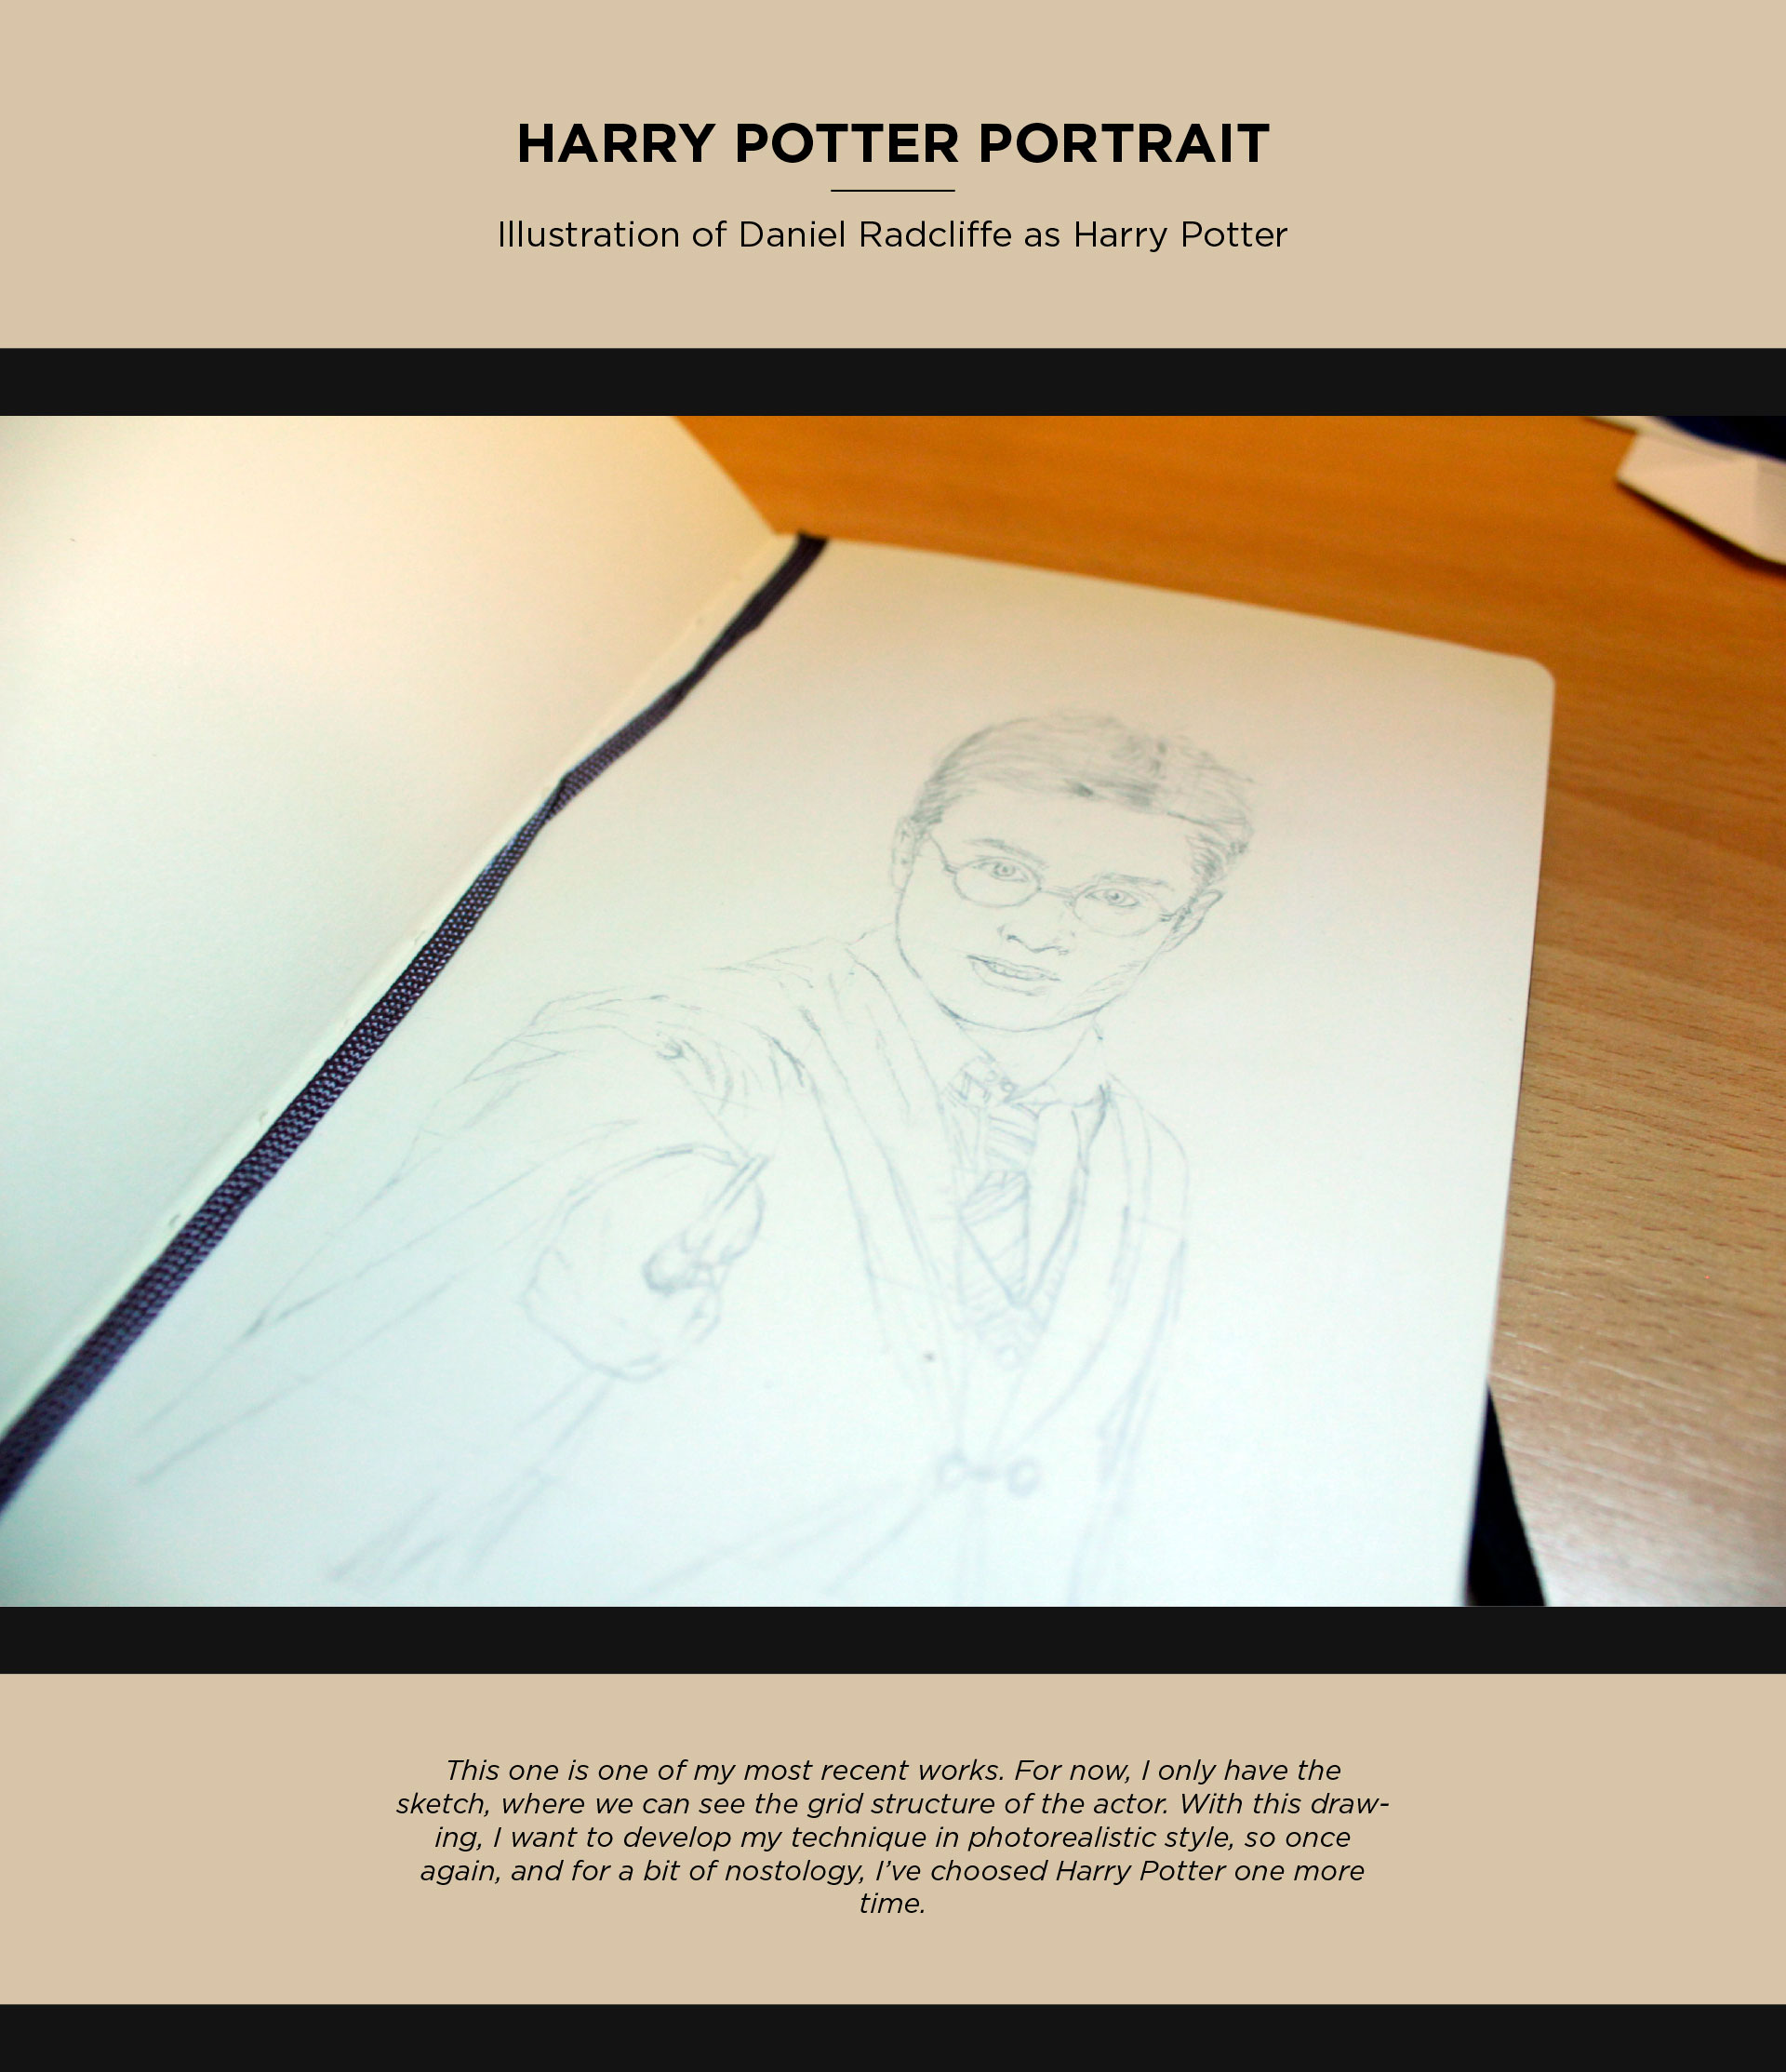 HARRY POTTER PORTRAIT
Illustration of Daniel Radcliffe as Harry Potter
This one is one of my most recent works. For now, I only have the
sketch, where we can see the grid structure of the actor. With this draw-
ing, I want to develop my technique in photorealistic style, so once
again, and for a bit of nostology, I’ve choosed Harry Potter one more
time.